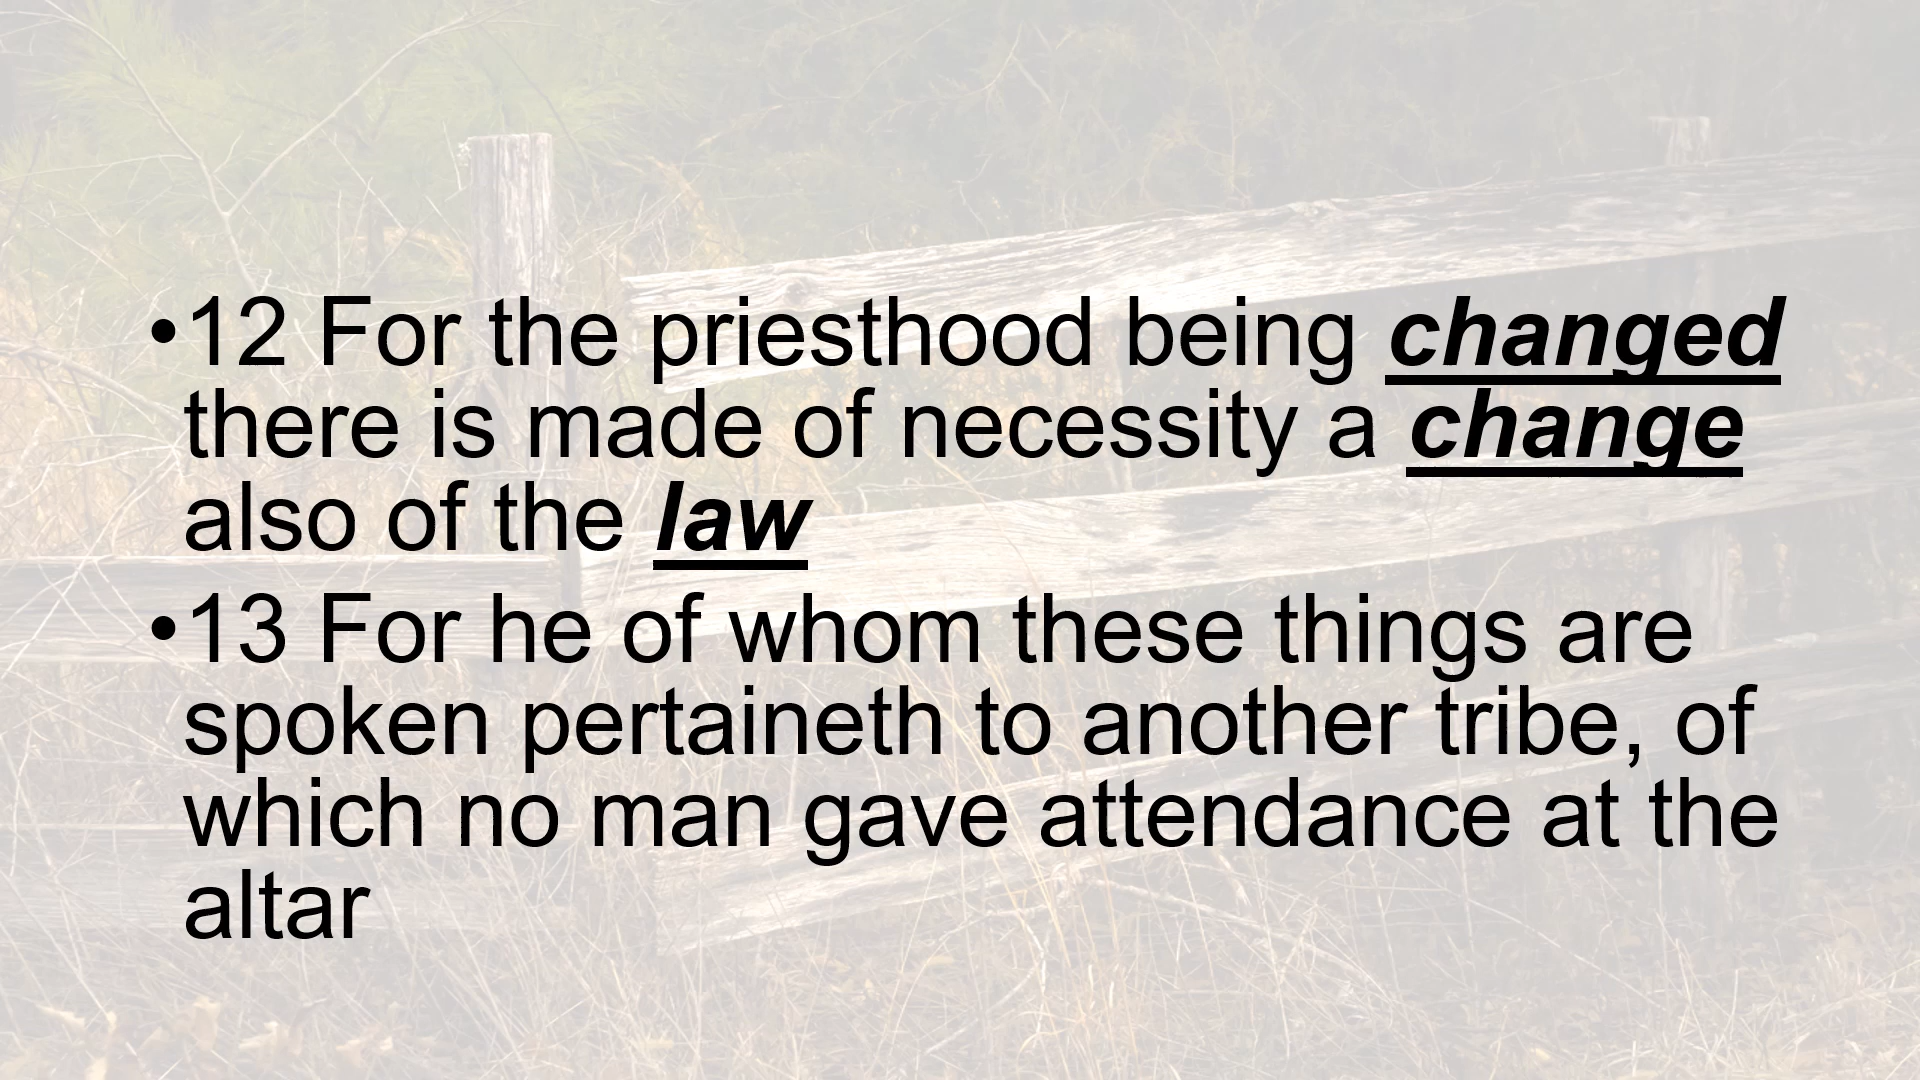 •12 For the priesthood being changed
there is made of necessity a change
also of the law
•13 For he of whom these things are
spoken pertaineth to another tribe, of
which no man gave attendance at the
altar